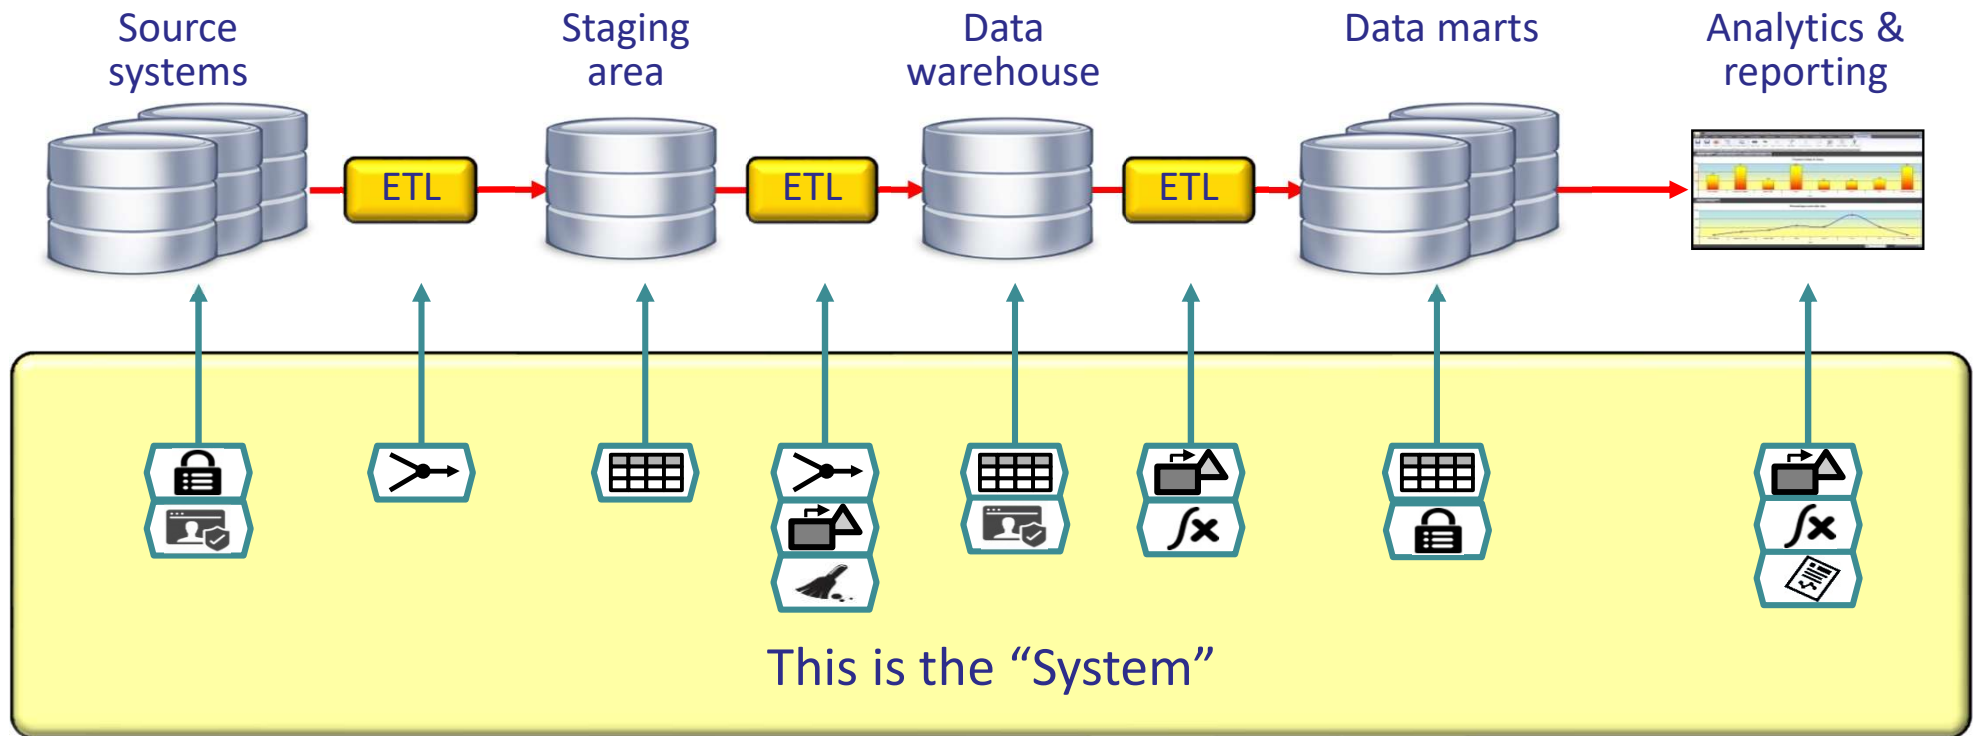 Source
systems
Staging
area
Data
warehouse
Data marts
Analytics &
reporting
ETL
ETL
ETL
This is the “System”